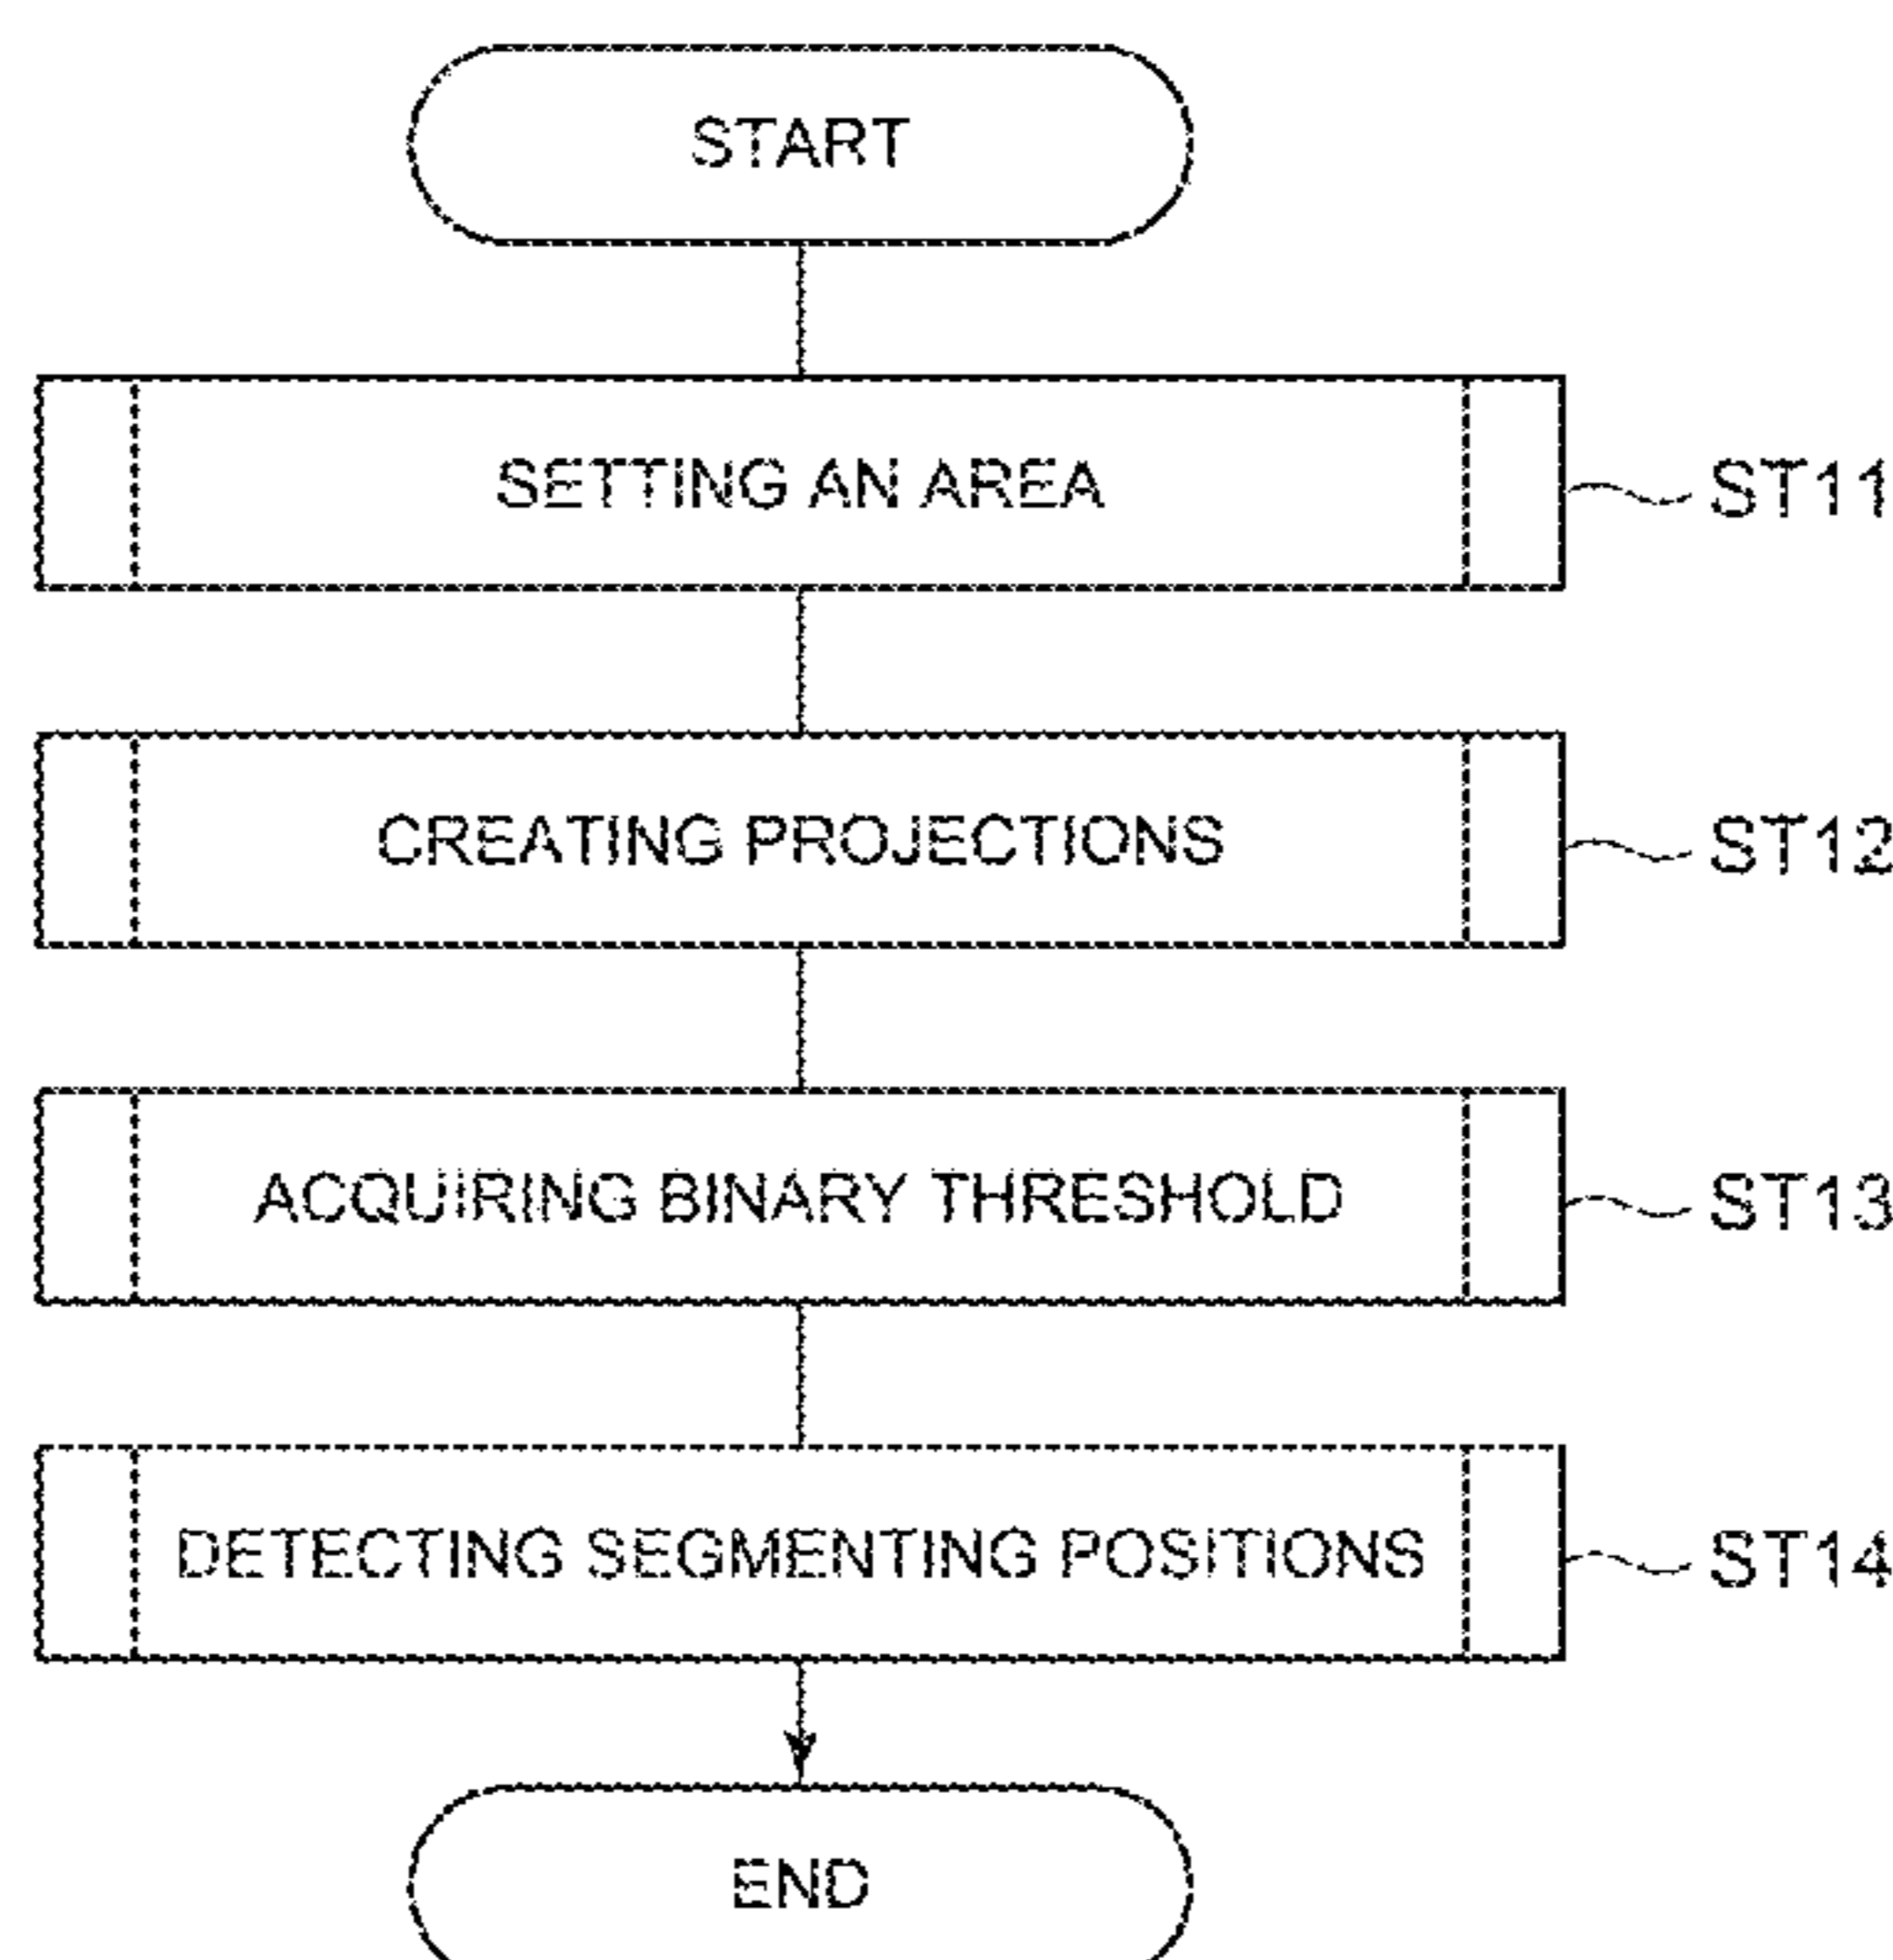 START
SETTING AN AREA
ST11
CREATING PROJECTIONS
ST12
ACQUIRING BINARY THRESHOLD
ST13
DETECTING SEGMENTING POSITIONS
ST14
END